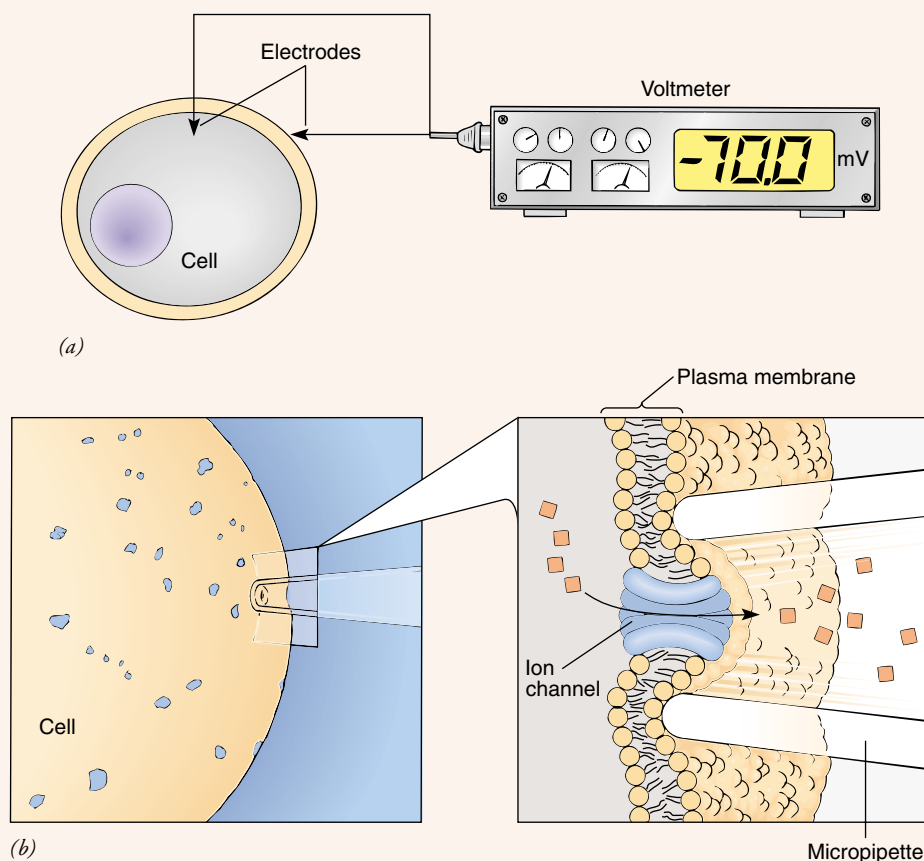 Electrodes
Voltmeter
-70.0
mV
Cell
(a)
Plasma membrane
Ion
channel
Cell
(b)
Micropipette